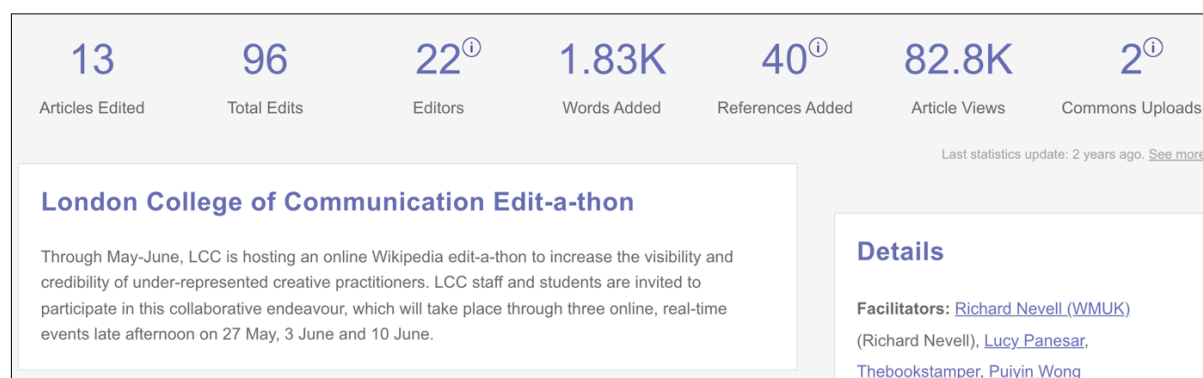 13 96 22 1.83K 40 82.8K 2
Articles Edited Total Edits Editors Words Added References Added Article Views Commons Uploads
Last statistics update: 2 years ago. See more
London College of Communication Edit-a-thon
Through May-June, LCC is hosting an online Wikipedia edit-a-thon to increase the visibility and
credibility of under-represented creative practitioners. LCC staff and students are invited to
participate in this collaborative endeavour, which will take place through three online, real-time
events late afternoon on 27 May, 3 June and 10 June.
Details
Facilitators: Richard Nevell (WMUK)
(Richard Nevell), Lucy Panesar,
Thebookstamper, Puiyin Wong